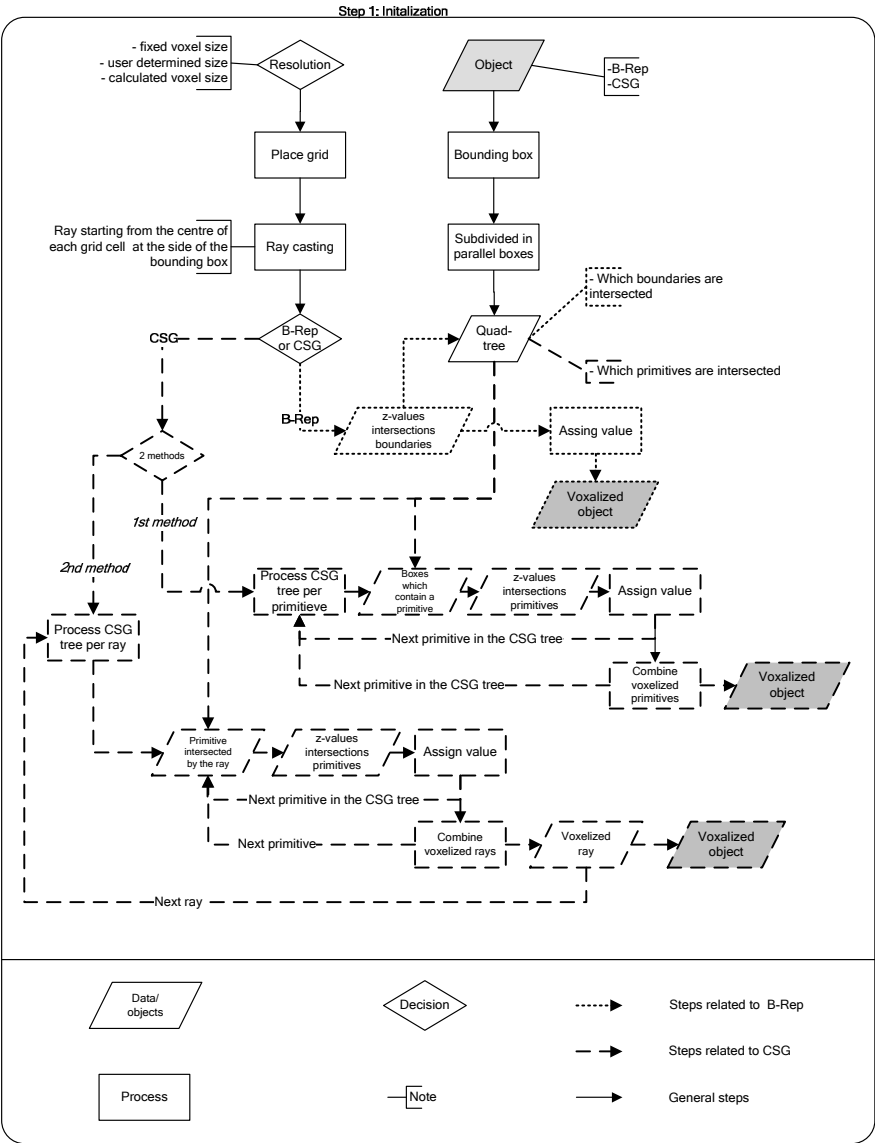 Step 1: Initalization
- fixed voxel size
- user determined size
- calculated voxel size
Resolution
Object
-B-Rep
-CSG
Place grid
Bounding box
Ray starting from the centre of
each grid cell at the side of the
bounding box
Ray casting
Subdivided in
parallel boxes
- Which boundaries are
intersected
B-Rep
or CSG
Quad-
tree
CSG
- Which primitives are intersected
B-Rep
z-values
intersections
boundaries
Assing value
2 methods
Voxalized
object
1st method
2nd method
Process CSG
tree per
primitieve
Boxes
which
contain a
primitive
z-values
intersections
primitives
Assign value
Process CSG
tree per ray
Next primitive in the CSG tree
Next primitive in the CSG tree
Combine
voxelized
primitives
Voxalized
object
Primitive
intersected
by the ray
z-values
intersections
primitives
Assign value
Next primitive in the CSG tree
Next primitive
Combine
voxelized rays
Voxelized
ray
Voxalized
object
Next ray
Data/
objects
Decision
Steps related to B-Rep
Steps related to CSG
Process
Note
General steps